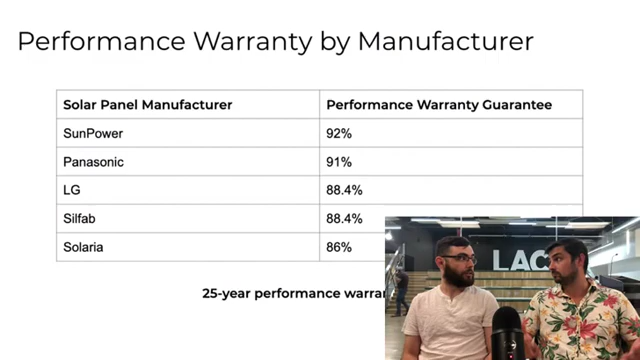 Performance Warranty by Manufacturer
Solar Panel Manufacturer Performance Warranty Guarantee
SunPower 92%
Panasonic 91%
LG 88.4%
Silfab 88.4%
Solaria 86%
25-year performance